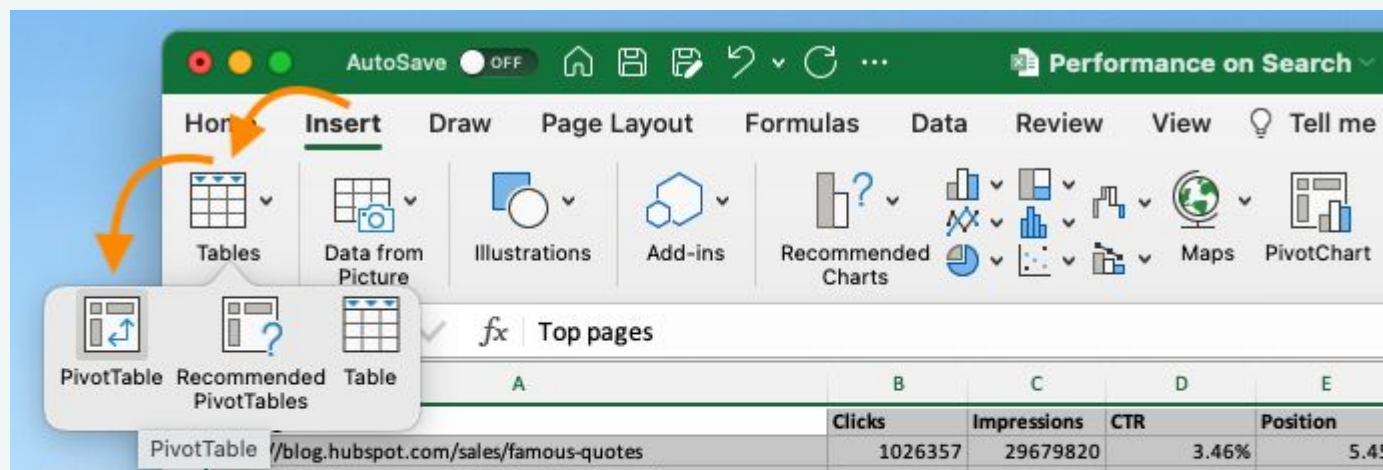 AutoSave OFF ... Performance on Search
Insert Draw Page Layout Formulas Data Review View Tell me
Tables Data from Picture Illustrations Add-ins Recommended Charts Maps PivotChart
fx Top pages
PivotTable Recommended PivotTables Table
A B C D E
Clicks Impressions CTR Position
PivotTable //blog.hubspot.com/sales/famous-quotes 1026357 29679820 3.46%